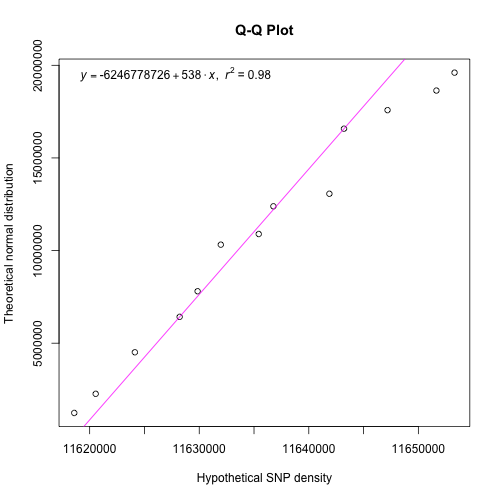 Q-Q Plot
y = -6246778726 + 538 · x, r² = 0.98
20000000
15000000
10000000
5000000
Theoretical normal distribution
11620000 11630000 11640000 11650000
Hypothetical SNP density